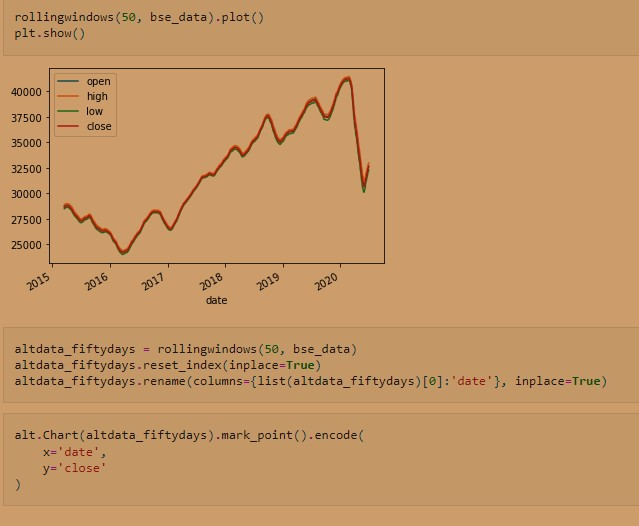 rollingwindows(50, bse_data).plot()
plt.show()
open
high
low
close
40000
37500
35000
32500
30000
27500
25000
2015
2016
2017
2018
2019
2020
date
altdata_fiftydays = rollingwindows(50, bse_data)
altdata_fiftydays.reset_index(inplace=True)
altdata_fiftydays.rename(columns={list(altdata_fiftydays)[0]:'date'}, inplace=True)
alt.Chart(altdata_fiftydays).mark_point().encode(
    x='date',
    y='close'
)